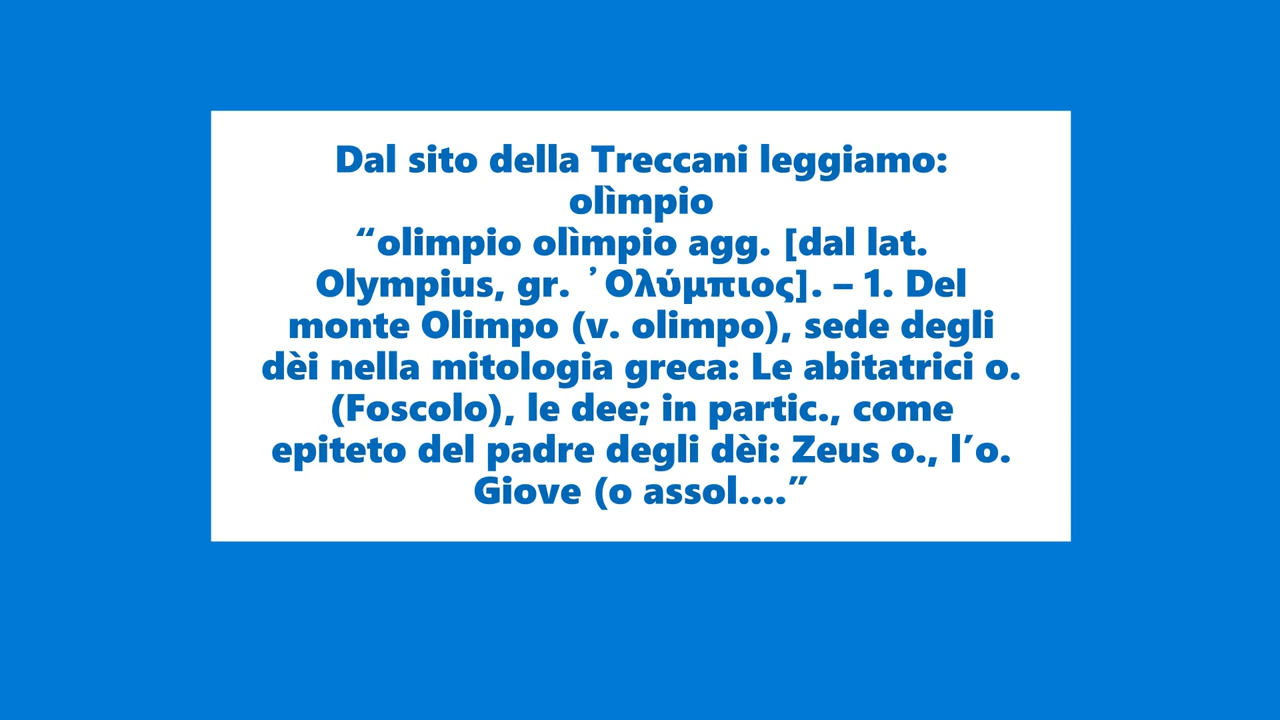 Dal sito della Treccani leggiamo:
olìmpio
“olimpio olìmpio agg. [dal lat.
Olympius, gr. ᾿Ολύμπιος]. – 1. Del
monte Olimpo (v. olimpo), sede degli
dèi nella mitologia greca: Le abitatrici o.
(Foscolo), le dee; in partic., come
epiteto del padre degli dèi: Zeus o., l’o.
Giove (o assol....”